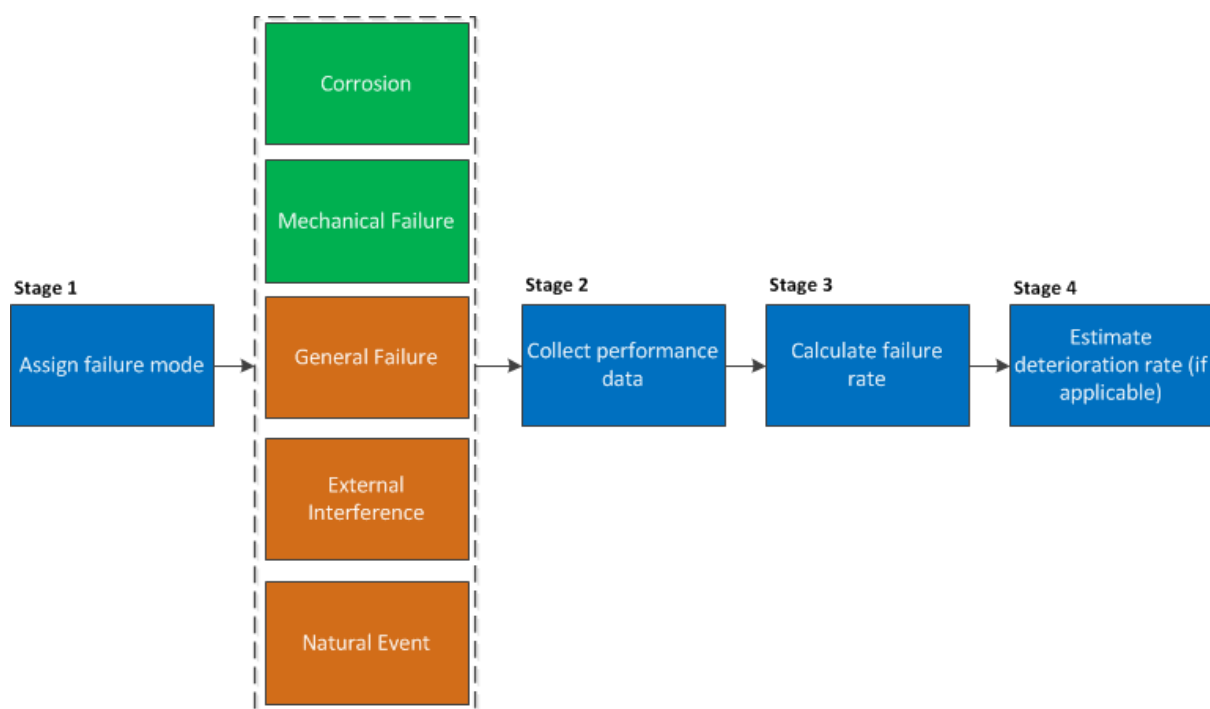 Stage 1
Assign failure mode
Corrosion
Mechanical Failure
General Failure
External
Interference
Natural Event
Stage 2
Collect performance
data
Stage 3
Calculate failure
rate
Stage 4
Estimate
deterioration rate (if
applicable)